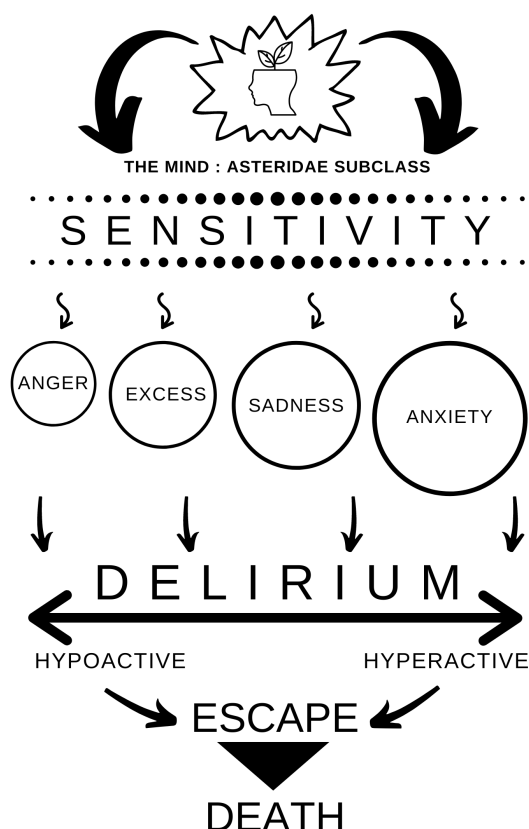 THE MIND : ASTERIDAE SUBCLASS
SENSITIVITY
ANGER
EXCESS
SADNESS
ANXIETY
DELIRIUM
HYPOACTIVE
HYPERACTIVE
ESCAPE
DEATH